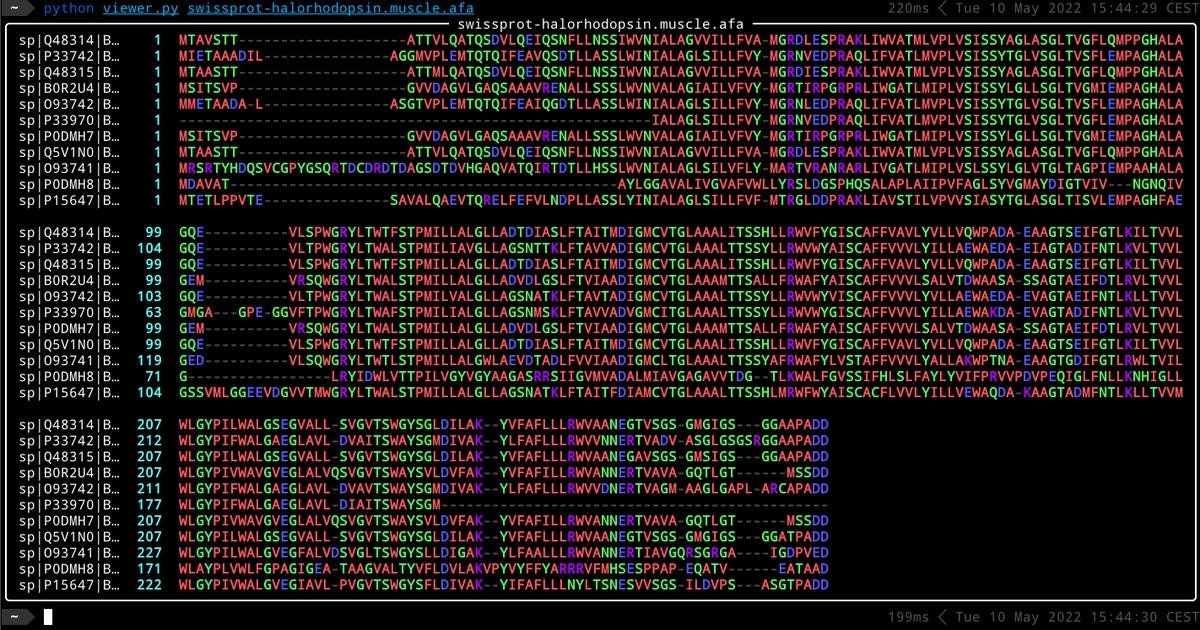 ~ python viewer.py swissprot-halorhodopsin.muscle.afa 220ms < Tue 10 May 2022 15:44:29 CEST
swissprot-halorhodopsin.muscle.afa
sp|Q48314|B… 1 MTAVSTT-----------------------ATTVLQATQSDVLQEIQSNFLLNSSIWVNIALAGVVILLFVA-MGRDLESPRAKLIWVATMLVPLVSISSYAGLASGLTVGFLQMPPGHALA
sp|P33742|B… 1 MIETAAADIL-----------------AGGMVPLEMTQTQIFEAVQSDTLLASSLWINIALAGLSILLFVY-MGRNVEDPRAQLIFVATLMVPLVSISSYTGLVSGLTVSFLEMPAGHALA
sp|Q48315|B… 1 MTAASTT-----------------------ATTMLQATQSDVLQEIQSNFLLNSSIWVNIALAGVVILLFVA-MGRDIESPRAKLIWVATMLVPLVSISSYAGLASGLTVGFLQMPPGHALA
sp|B0R2U4|B… 1 MSITSVP-----------------------GVVDAGVLGAQSAAAVRENALLSSSLWVNVALAGIAILVFVY-MGRTIRPGRPRLIWGATLMIPLVSISSYLGLLSGLTVGMIEMPAGHALA
sp|O93742|B… 1 MMETAADA-L-----------------ASGTVPLEMTQTQIFEAIQGDTLLASSLWINIALAGLSILLFVY-MGRNLEDPRAQLIFVATLMVPLVSISSYTGLVSGLTVSFLEMPAGHALA
sp|P33970|B… 1 ----------------------------------------------------------IALAGLSILLFVY-MGRNVEDPRAQLIFVATLMVPLVSISSYTGLVSGLTVSFLEMPAGHALA
sp|P0DMH7|B… 1 MSITSVP-----------------------GVVDAGVLGAQSAAAVRENALLSSSLWVNVALAGIAILVFVY-MGRTIRPGRPRLIWGATLMIPLVSISSYLGLLSGLTVGMIEMPAGHALA
sp|Q5V1N0|B… 1 MTAASTT-----------------------ATTVLQATQSDVLQEIQSNFLLNSSIWVNIALAGVVILLFVA-MGRDLESPRAKLIWVATMLVPLVSISSYAGLASGLTVGFLQMPPGHALA
sp|O93741|B… 1 MRSRTYHDQSVCGPYGSQRTDCDRDTDAGSDTDVHGAQVATQIRTDTLLHSSLWVNIALAGLSILVFLY-MARTVRANRARLIVGATLMIPLVSLSSYLGLVTGLTAGPIEMPAAHALA
sp|P0DMH8|B… 1 MDAVAT-----------------------------------------------AYLGGAVALIVGVAFVWLLYRSLDGSPHQSALAPLAIIPVFAGLSYVGMAYDIGTVIV---NGNQIV
sp|P15647|B… 1 MTETLPPVTE-----------------SAVALQAEVTQRELFEFVLNDPLLASSLYINIALAGLSILLFVF-MTRGLDDPRAKLIAVSTILVPVVSIASYTGLASGLTISVLEMPAGHFAE
sp|Q48314|B… 99 GQE----------VLSPWGRYLTWTFSTPMILLALGLLADTDIASLFTAITMDIGMCVTGLAAALITSSHLLRWVFYGISCAFFVAVLYVLLVQWPADA-EAAGTSEIFGTLKILTVVL
sp|P33742|B… 104 GQE----------VLTPWGRYLTWALSTPMILIAVGLLAGSNTTKLFTAVVADIGMCVTGLAAALTTSSYLLRWVWYAISCAFFVVVLYILLAEWAEDA-EIAGTADIFNTLKVLTVVL
sp|Q48315|B… 99 GQE----------VLSPWGRYLTWTFSTPMILLALGLLADTDIASLFTAITMDIGMCVTGLAAALITSSHLLRWVFYGISCAFFVAVLYVLLVQWPADA-EAAGTSEIFGTLKILTVVL
sp|B0R2U4|B… 99 GEM----------VRSQWGRYLTWALSTPMILLALGLLADVDLGSLFTVIAADIGMCVTGLAAAMTTSALLFRWAFYAISCAFFVVVLSALVTDWAASA-SSAGTAEIFDTLRVLTVVL
sp|O93742|B… 103 GQE----------VLTPWGRYLTWALSTPMILVALGLLAGSNATKLFTAVTADIGMCVTGLAAALTTSSYLLRWVWYVISCAFFVVVLYVLLAEWAEDA-EVAGTAEIFNTLKLLTVVL
sp|P33970|B… 63 GMGA---GPE-GGVFTPWGRYLTWAFSTPMILLALGLLAGSNMSKLFTAVVADVGMCVTGLAAALTTSSYLLRWVWYGISCAFFVVVLYILLAEWAKDA-EVAGTADIFNTLKVLTVVL
sp|P0DMH7|B… 99 GEM----------VRSQWGRYLTWALSTPMILLALGLLADVDLGSLFTVIAADIGMCVTGLAAAMTTSALLFRWAFYAISCAFFVVVLSALVTDWAASA-SSAGTAEIFDTLRVLTVVL
sp|Q5V1N0|B… 99 GQE----------VLSPWGRYLTWTFSTPMILLALGLLADTDIASLFTAITMDIGMCVTGLAAALITSSHLLRWVFYGISCAFFVAVLYVLLVQWPADA-EAAGTSEIFGTLKILTVVL
sp|O93741|B… 119 GED----------VLSQWGRYLTWTLSTPMILLALGWLAEVDTADLFVVIAADIGMCLTGLAAALTTSSYAFRWAFYLVSTAFFVVVLYALLAKWPTNA-EAAGTGDIFGTLRWLTVIL
sp|P0DMH8|B… 71 G-----------------LRYIDWLVTTPILVGYVGYAAGASRRSIIGVMVADALMIAVGAGAVVTDG--TLKWALFGVSSIFHLSLFAYLYVIFPRVVPDVPEQIGLFNLLKNHIGLL
sp|P15647|B… 104 GSSVMLGGEEVDGVVTMWGRYLTWALSTPMILLALGLLAGSNATKLFTAITFDIAMCVTGLAAALTTSSHLMRWFWYAISCACFLVVLYILLVEWAQDA-KAAGTADMFNTLKLLTVVM
sp|Q48314|B… 207 WLGYPILWALGSEGVALL-SVGVTSWGYSGLDILAK--YVFAFLLLRWVAANEGTVSGS-GMGIGS---GGAAPADD
sp|P33742|B… 212 WLGYPIFWALGAEGLAVL-DVAITSWAYSGMDIVAK--YLFAFLLLRWVVNNERTVADV-ASGLGSGSRGGAAPADD
sp|Q48315|B… 207 WLGYPILWALGSEGVALL-SVGVTSWGYSGLDILAK--YVFAFLLLRWVAANEGAVSGS-GMSIGS---GGAAPADD
sp|B0R2U4|B… 207 WLGYPIVWAVGVEGLALVQSVGVTSWAYSVLDVFAK--YVFAFILLRWVANNERTVAVA-GQTLGT------MSSDD
sp|O93742|B… 211 WLGYPIFWALGAEGLAVL-DVAVTSWAYSGMDIVAK--YLFAFLLLRWVVDNERTVAGM-AAGLGAPL-ARCAPADD
sp|P33970|B… 177 WLGYPIFWALGAEGLAVL-DIAITSWAYSGM----------------------------------------------
sp|P0DMH7|B… 207 WLGYPIVWAVGVEGLALVQSVGVTSWAYSVLDVFAK--YVFAFILLRWVANNERTVAVA-GQTLGT------MSSDD
sp|Q5V1N0|B… 207 WLGYPILWALGSEGVALL-SVGVTSWGYSGLDILAK--YVFAFLLLRWVAANEGTVSGS-GMGIGS---GGATPADD
sp|O93741|B… 227 WLGYPILWALGVEGFALVDSVGLTSWGYSLLDIGAK--YLFAALLLRWVANNERTIAVGQRSGRGA---IGDPVED
sp|P0DMH8|B… 171 WLAYPLVWLFGPAGIGEA-TAAGVALTYVFLDVLAKVPYVYFFYARRRVFMHSESPPAP-EQATV------EATAAD
sp|P15647|B… 222 WLGYPIVWALGVEGIAVL-PVGVTSWGYSFLDIVAK--YIFAFLLLNYLTSNESVVSGS-ILDVPS---ASGTPADD
~ 199ms < Tue 10 May 2022 15:44:30 CEST